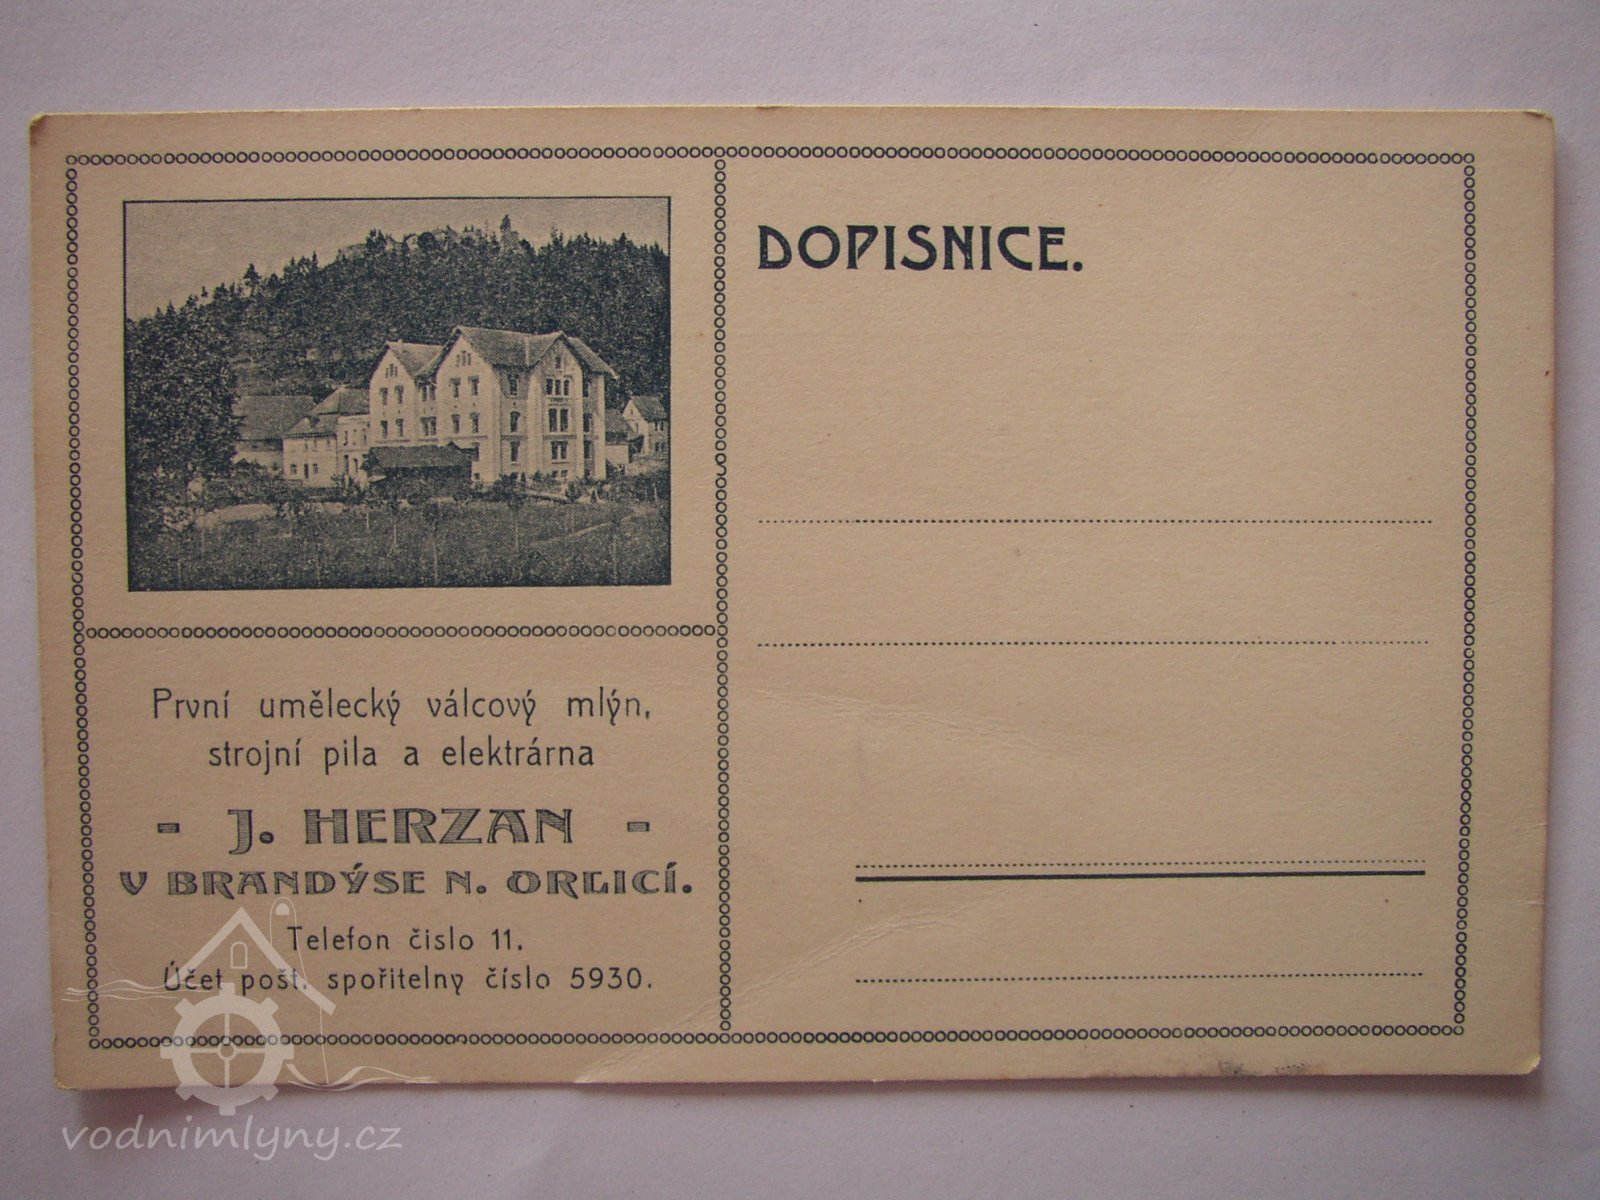 DOPISNICE.
První umělecký válcový mlýn,
strojní pila a elektrárna
- J. HERZAN -
V BRANDÝSE N. ORLICÍ.
Telefon čislo 11.
Účet pošt. spořitelny číslo 5930.
vodnimlyny.cz